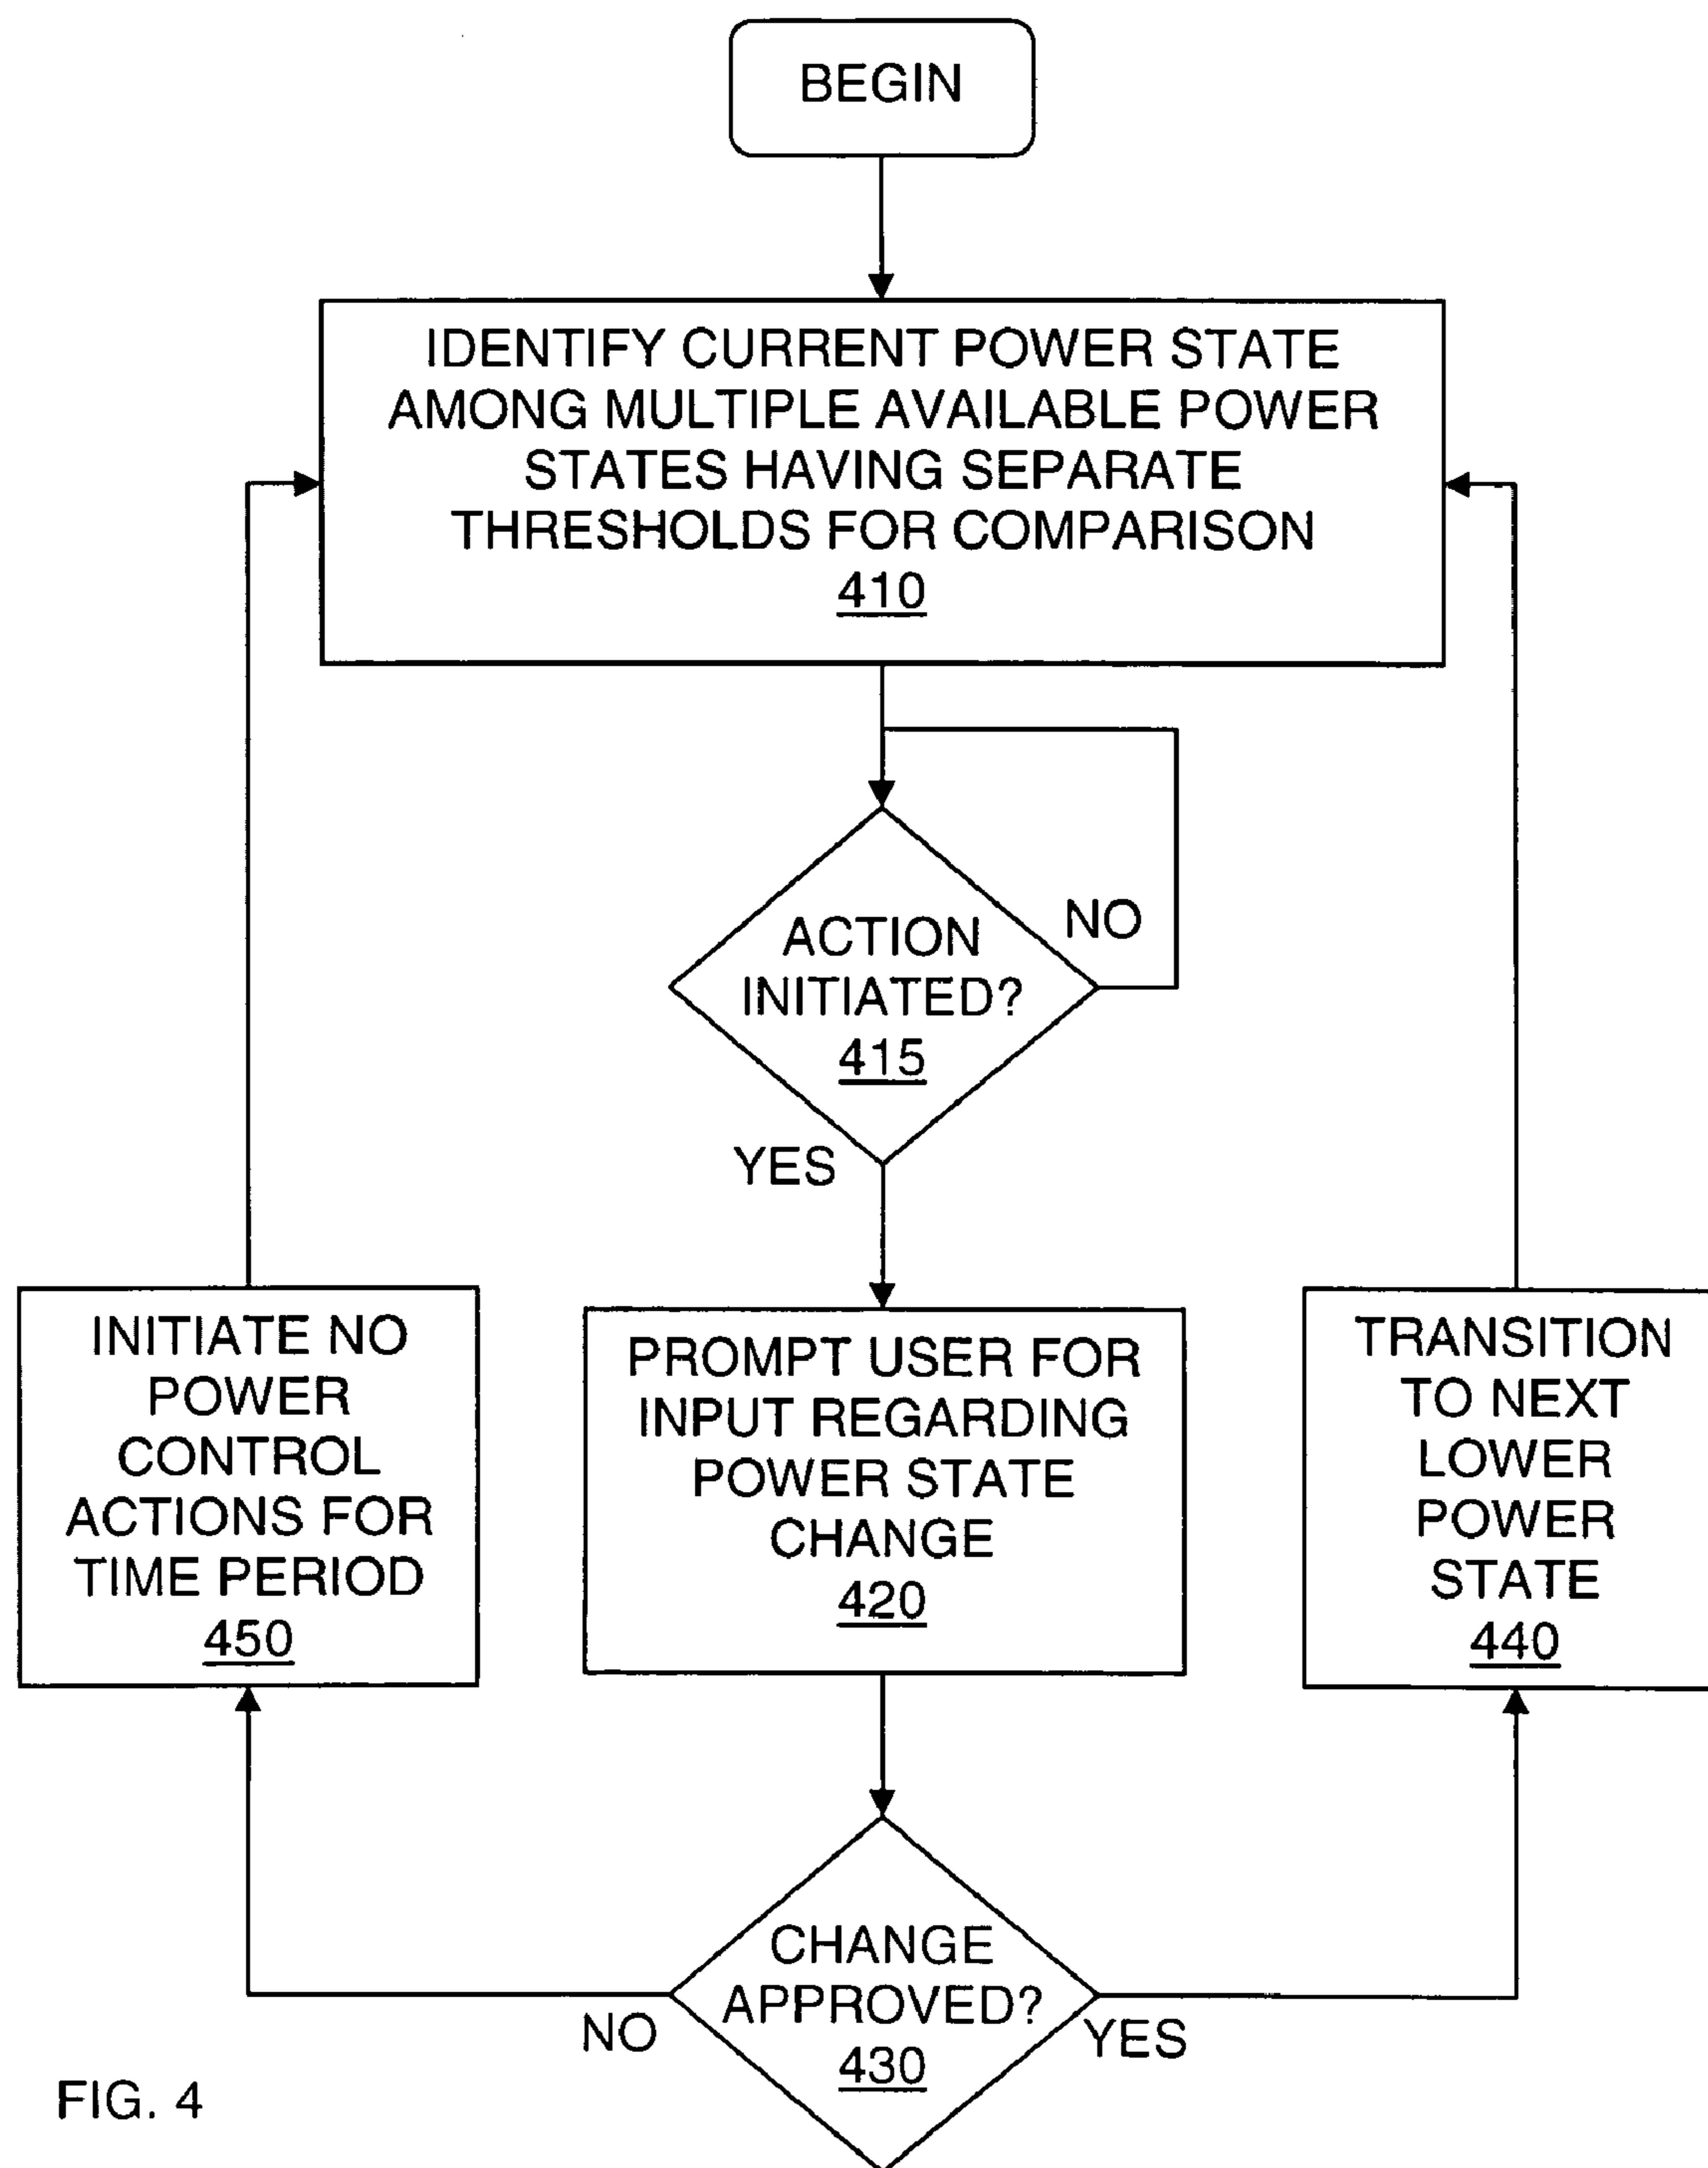 BEGIN
IDENTIFY CURRENT POWER STATE
AMONG MULTIPLE AVAILABLE POWER
STATES HAVING SEPARATE
THRESHOLDS FOR COMPARISON
410
ACTION
INITIATED?
415
NO
YES
PROMPT USER FOR
INPUT REGARDING
POWER STATE
CHANGE
420
INITIATE NO
POWER
CONTROL
ACTIONS FOR
TIME PERIOD
450
TRANSITION
TO NEXT
LOWER
POWER
STATE
440
CHANGE
APPROVED?
430
NO
YES
FIG. 4